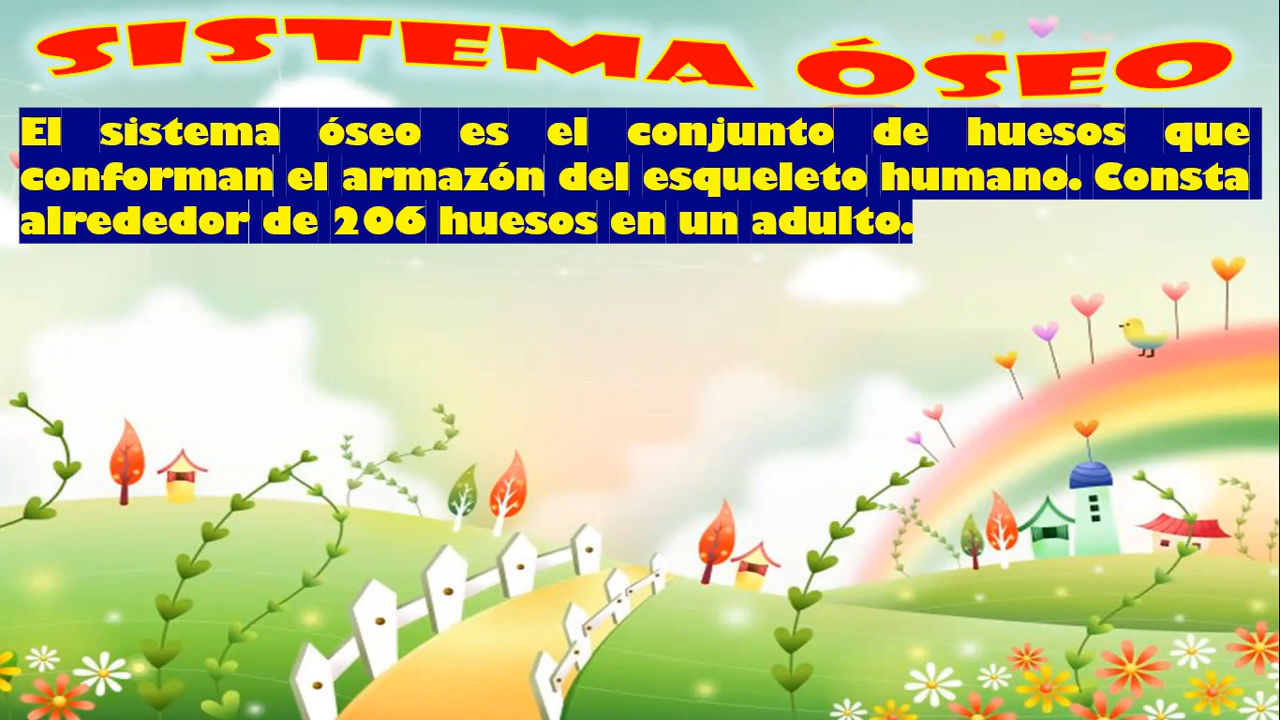 SISTEMA ÓSEO
El sistema óseo es el conjunto de huesos que
conforman el armazón del esqueleto humano. Consta
alrededor de 206 huesos en un adulto.